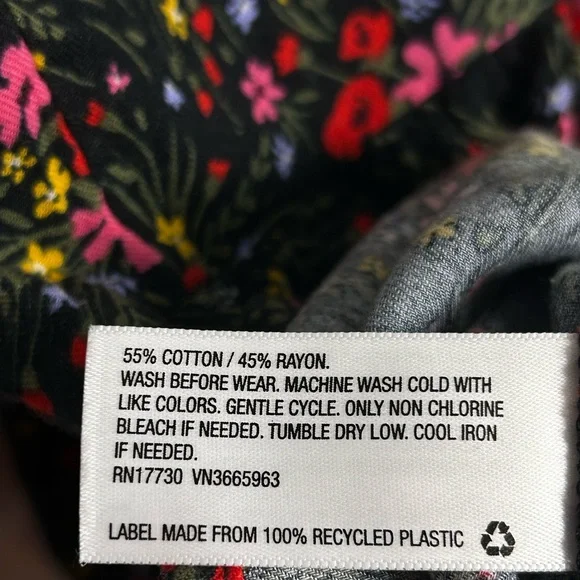 55% COTTON / 45% RAYON.
WASH BEFORE WEAR. MACHINE WASH COLD WITH
LIKE COLORS. GENTLE CYCLE. ONLY NON CHLORINE
BLEACH IF NEEDED. TUMBLE DRY LOW. COOL IRON
IF NEEDED.
RN17730 VN3665963
LABEL MADE FROM 100% RECYCLED PLASTIC